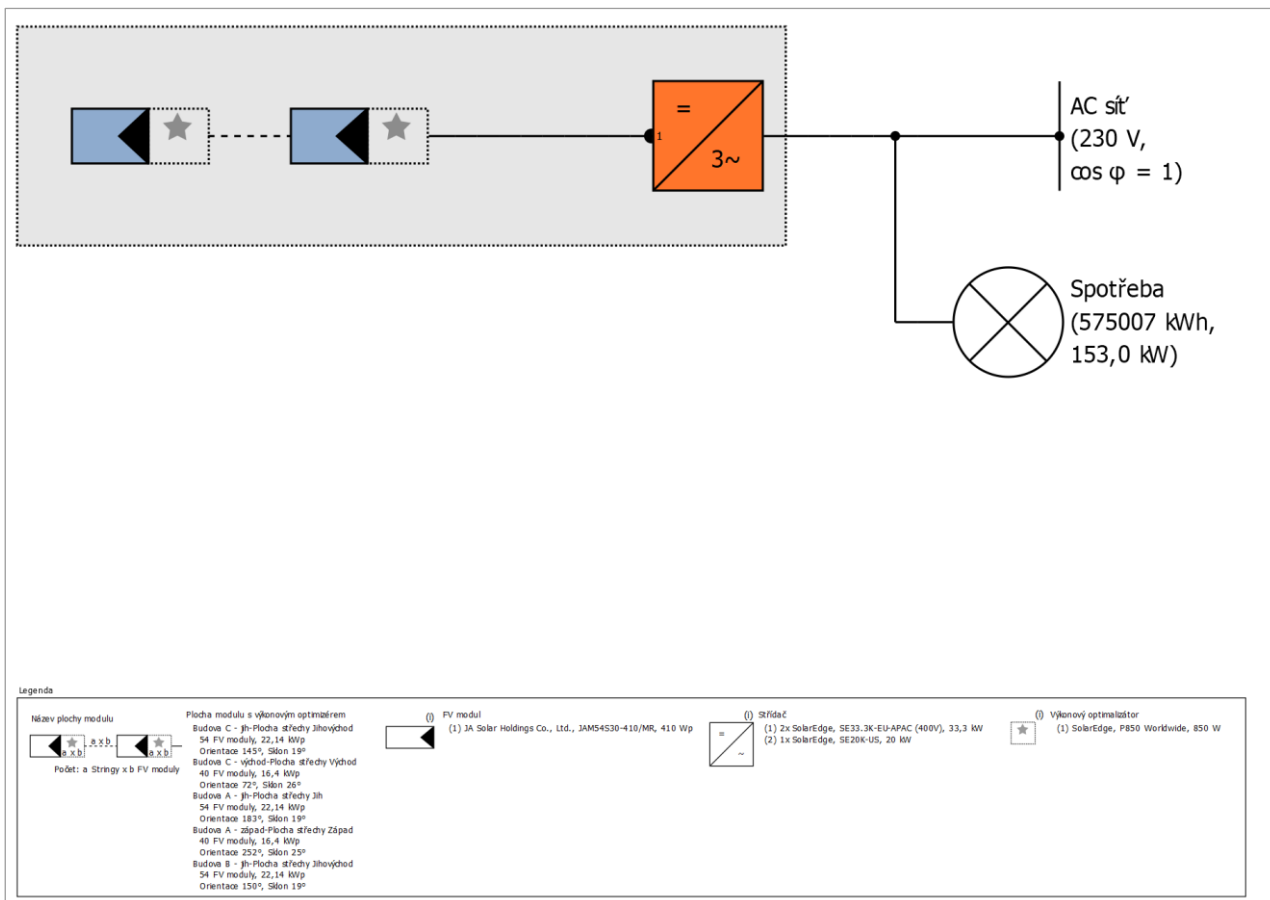 =
1
3~
AC síť
(230 V,
cos φ = 1)
Spotřeba
(575007 kWh,
153,0 kW)
Legenda
Název plochy modulu
a x b
a x b
a x b
Počet: a Stringy x b FV moduly
Plocha modulu s výkonovým optimizérem
Budova C - jih-Plocha střechy Jihovýchod
54 FV moduly, 22,14 kWp
Orientace 145°, Sklon 19°
Budova C - východ-Plocha střechy Východ
40 FV moduly, 16,4 kWp
Orientace 72°, Sklon 26°
Budova A - jih-Plocha střechy Jih
54 FV moduly, 22,14 kWp
Orientace 183°, Sklon 19°
Budova A - západ-Plocha střechy Západ
40 FV moduly, 16,4 kWp
Orientace 252°, Sklon 25°
Budova B - jih-Plocha střechy Jihovýchod
54 FV moduly, 22,14 kWp
Orientace 150°, Sklon 19°
(i) FV modul
(1) JA Solar Holdings Co., Ltd., JAM54S30-410/MR, 410 Wp
(i) Střídač
=
~
(1) 2x SolarEdge, SE33.3K-EU-APAC (400V), 33,3 kW
(2) 1x SolarEdge, SE20K-US, 20 kW
(i) Výkonový optimalizátor
(1) SolarEdge, P850 Worldwide, 850 W